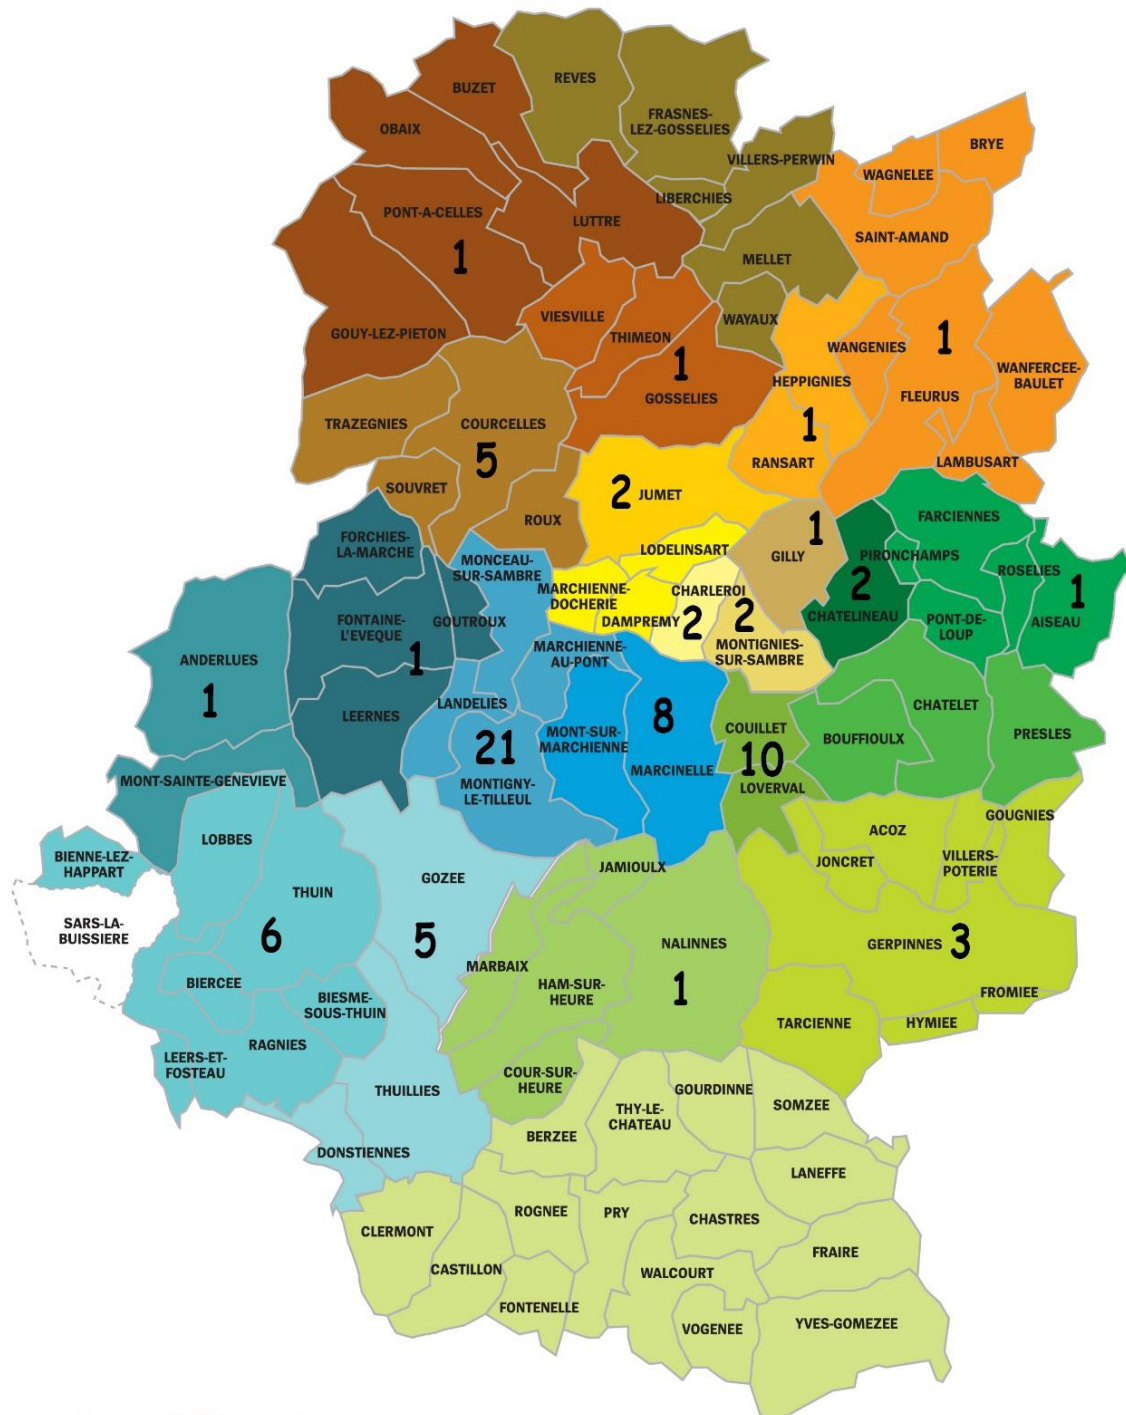 REVES
BUZET
FRASNES-
LEZ-GOSSELIES
OBAIX
BRYE
VILLERS-PERWIN
WAGNELEE
LIBERCHIES
PONT-A-CELLES
LUTTRE
SAINT-AMAND
1
MELLET
VIESVILLE
WAYAUX
THIMEON
GOUY-LEZ-PIETON
1
WANGENIES
1
WANFERCEE-
BAULET
HEPPIGNIES
GOSSELIES
FLEURUS
TRAZEGNIES
COURCELLES
1
5
RANSART
LAMBUSART
SOUVRET
2
JUMET
ROUX
FARCIENNES
FORCHIES-
LA-MARCHE
1
LODELINSART
GILLY
PIRONCHAMPS
MONCEAU-
SUR-SAMBRE
ROSELIES
MARCHIENNE-
DOCHERIE
CHARLEROI
2
1
CHATELINEAU
FONTAINE-
L'EVEQUE
GOUTROUX
DAMPREMY
2
2
PONT-DE-
LOUP
AISEAU
MARCHIENNE-
AU-PONT
MONTIGNIES-
SUR-SAMBRE
ANDERLUES
1
1
LANDELIES
LEERNES
8
CHATELET
COUILLET
MONT-SUR-
MARCHIENNE
BOUFFIOULX
PRESLES
21
10
MARCINELLE
MONT-SAINTE-GENEVIEVE
MONTIGNY-
LE-TILLEUL
LOVERVAL
GOUGNIES
LOBBES
ACOZ
BIENNE-LEZ-
HAPPART
JONCRET
VILLERS-
POTERIE
JAMIOULX
GOZEE
THUIN
SARS-LA-
BUISSIERE
6
5
NALINNES
GERPINNES
3
MARBAIX
BIERCEE
HAM-SUR-
HEURE
1
FROMIEE
BIESME-
SOUS-THUIN
TARCIENNE
HYMIEE
RAGNIES
LEERS-ET-
FOSTEAU
COUR-SUR-
HEURE
THUILLIES
GOURDINNE
SOMZEE
THY-LE-
CHATEAU
BERZEE
DONSTIENNES
LANEFFE
ROGNEE
PRY
CHASTRES
CLERMONT
FRAIRE
CASTILLON
WALCOURT
FONTENELLE
VOGENEE
YVES-GOMEZEE